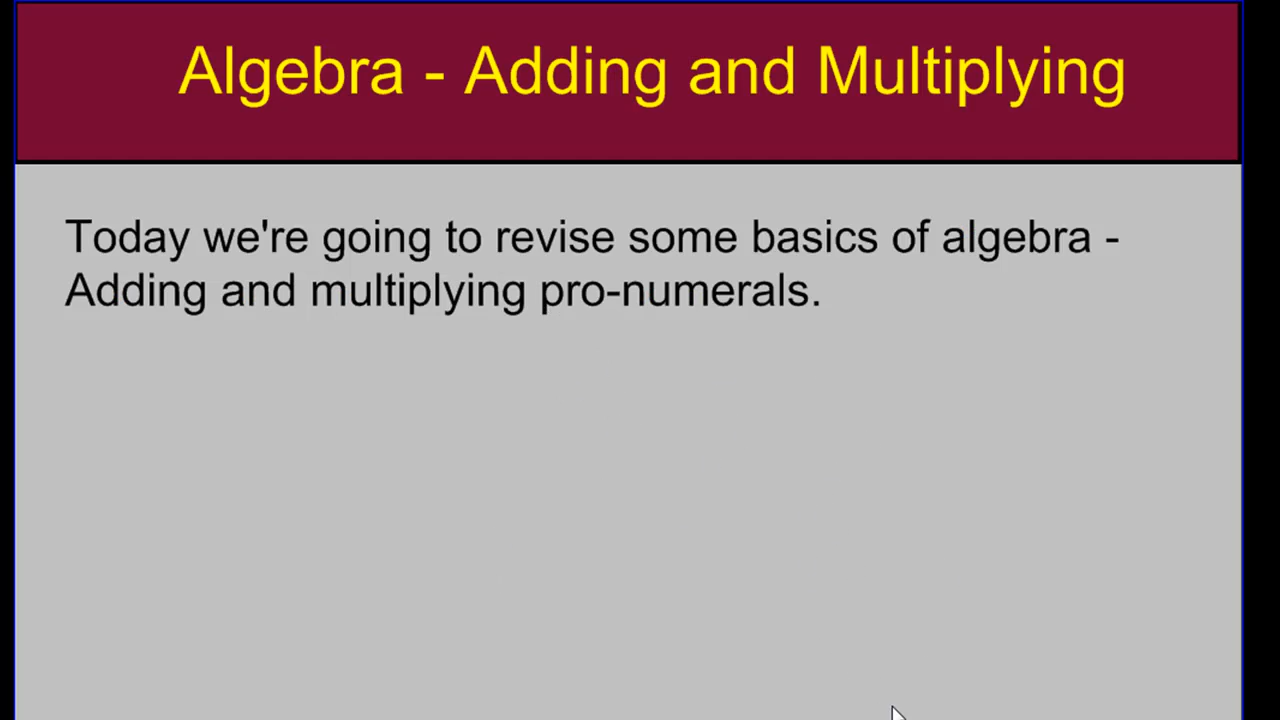 Algebra - Adding and Multiplying
Today we're going to revise some basics of algebra -
Adding and multiplying pro-numerals.